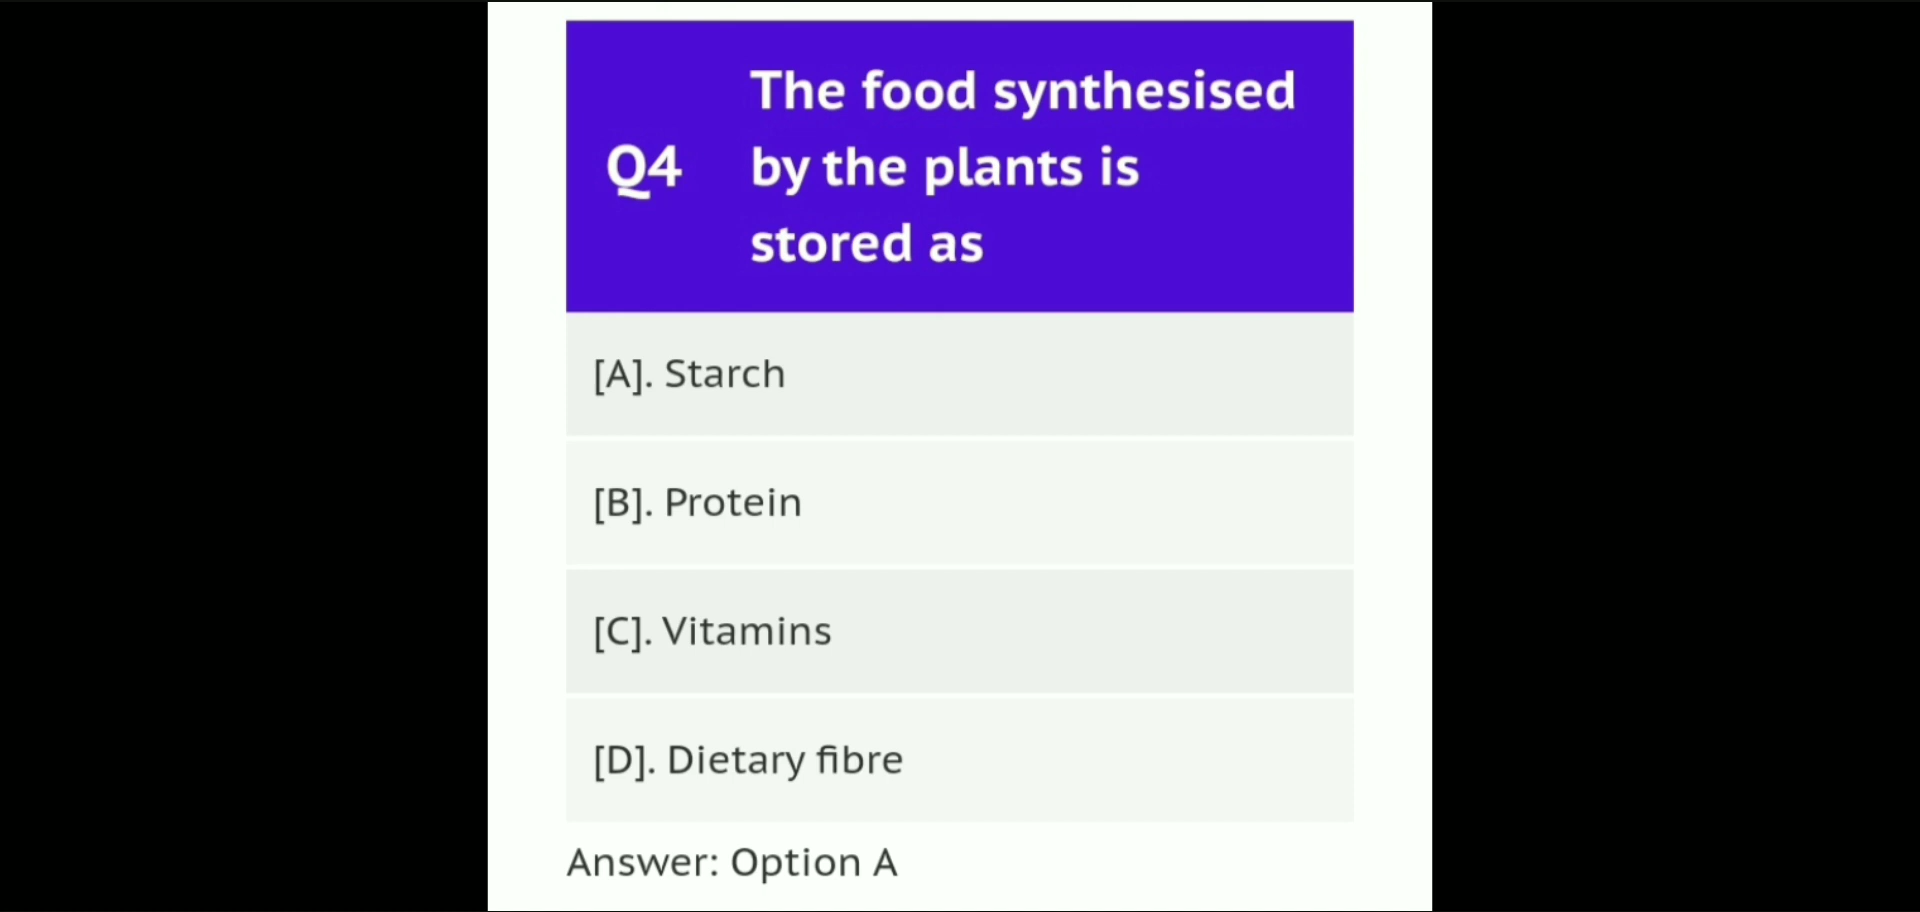 Q4
The food synthesised
by the plants is
stored as
[A]. Starch
[B]. Protein
[C]. Vitamins
[D]. Dietary fibre
Answer: Option A